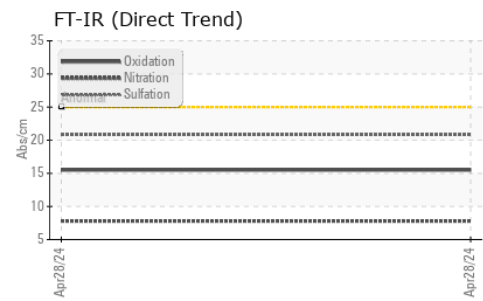 FT-IR (Direct Trend)
35
30
25
20
15
10
5
Abs/cm
Oxidation
Nitration
Sulfation
Abnormal
Apr28/24
Apr28/24